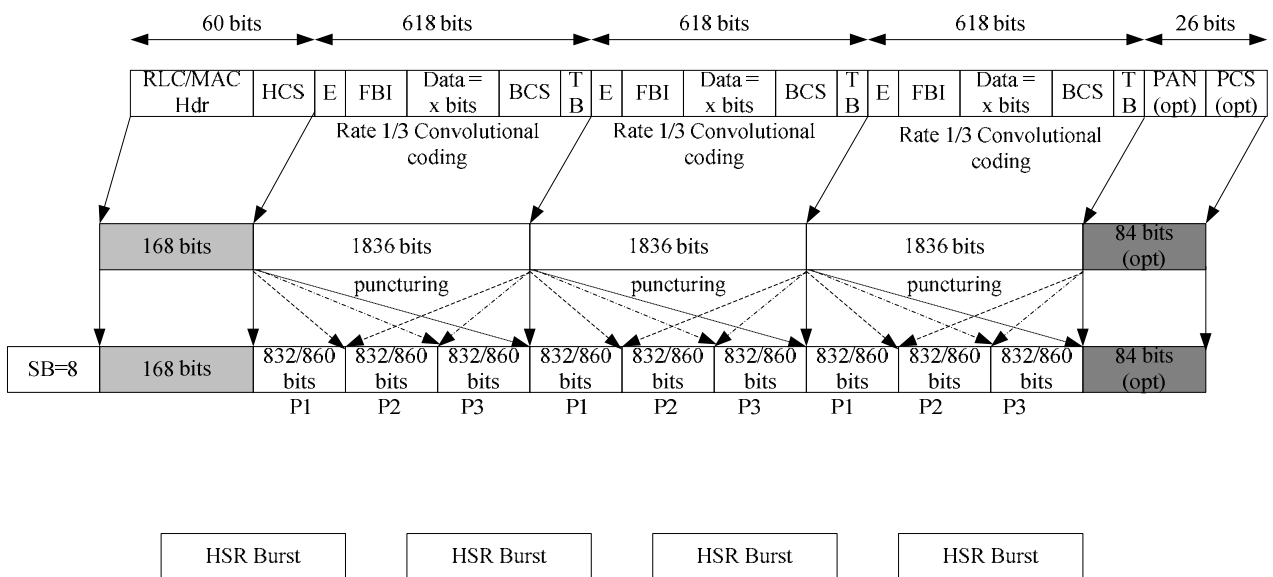 60 bits 618 bits 618 bits 618 bits 26 bits
RLC/MAC
Hdr
HCS
E
FBI
Data =
x bits
BCS
T
B
E
FBI
Data =
x bits
BCS
T
B
E
FBI
Data =
x bits
BCS
T
B
PAN
(opt)
PCS
(opt)
Rate 1/3 Convolutional
coding
Rate 1/3 Convolutional
coding
Rate 1/3 Convolutional
coding
168 bits
1836 bits
1836 bits
1836 bits
84 bits
(opt)
puncturing puncturing puncturing
SB=8
168 bits
832/860
bits
832/860
bits
832/860
bits
832/860
bits
832/860
bits
832/860
bits
832/860
bits
832/860
bits
832/860
bits
84 bits
(opt)
P1 P2 P3 P1 P2 P3 P1 P2 P3
HSR Burst HSR Burst HSR Burst HSR Burst